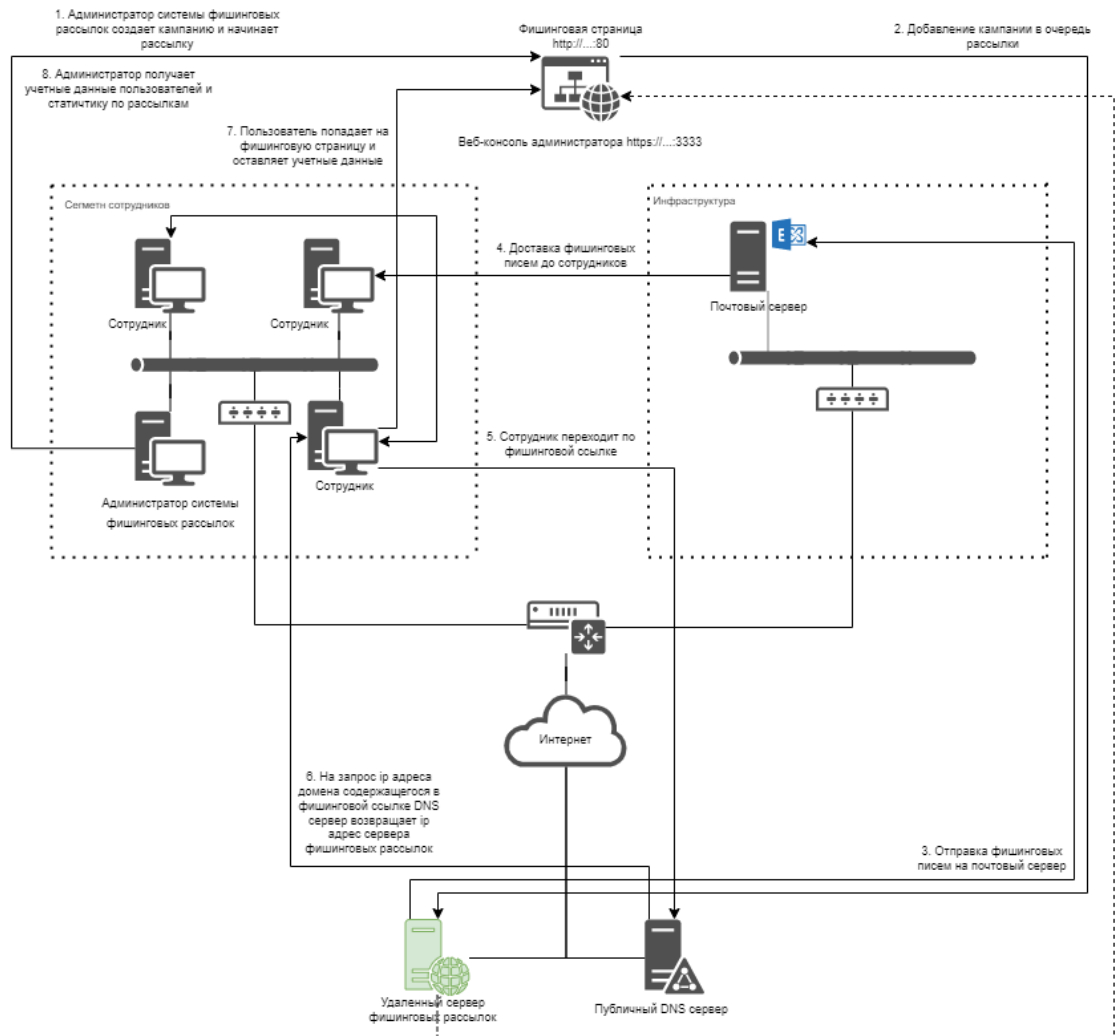 1. Администратор системы фишинговых
рассылок создает кампанию и начинает
рассылку
Фишинговая страница
http://...:80
2. Добавление кампании в очередь
рассылки
8. Администратор получает
учетные данные пользователей и
статичтику по рассылкам
7. Пользователь попадает на
фишинговую страницу и
оставляет учетные данные
Веб-консоль администратора https://...:3333
Сегметн сотрудников
Инфраструктура
E
4. Доставка фишинговых
писем до сотрудников
Почтовый сервер
Сотрудник
Сотрудник
5. Сотрудник переходит по
фишинговой ссылке
Сотрудник
Администратор системы
фишинговых рассылок
Интернет
6. На запрос ip адреса
домена содержащегося в
фишинговой ссылке DNS
сервер возвращает ip
адрес сервера
фишинговых рассылок
3. Отправка фишинговых
писем на почтовый сервер
Удаленный сервер
фишинговых рассылок
Публичный DNS сервер